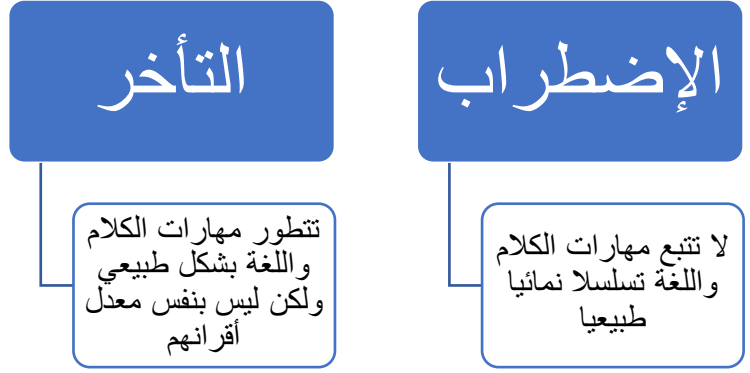 الإضطراب
لا تتبع مهارات الكلام
واللغة تسلسلا نمائيا
طبيعيا
التأخر
تتطور مهارات الكلام
واللغة بشكل طبيعي
ولكن ليس بنفس معدل
أقرانهم